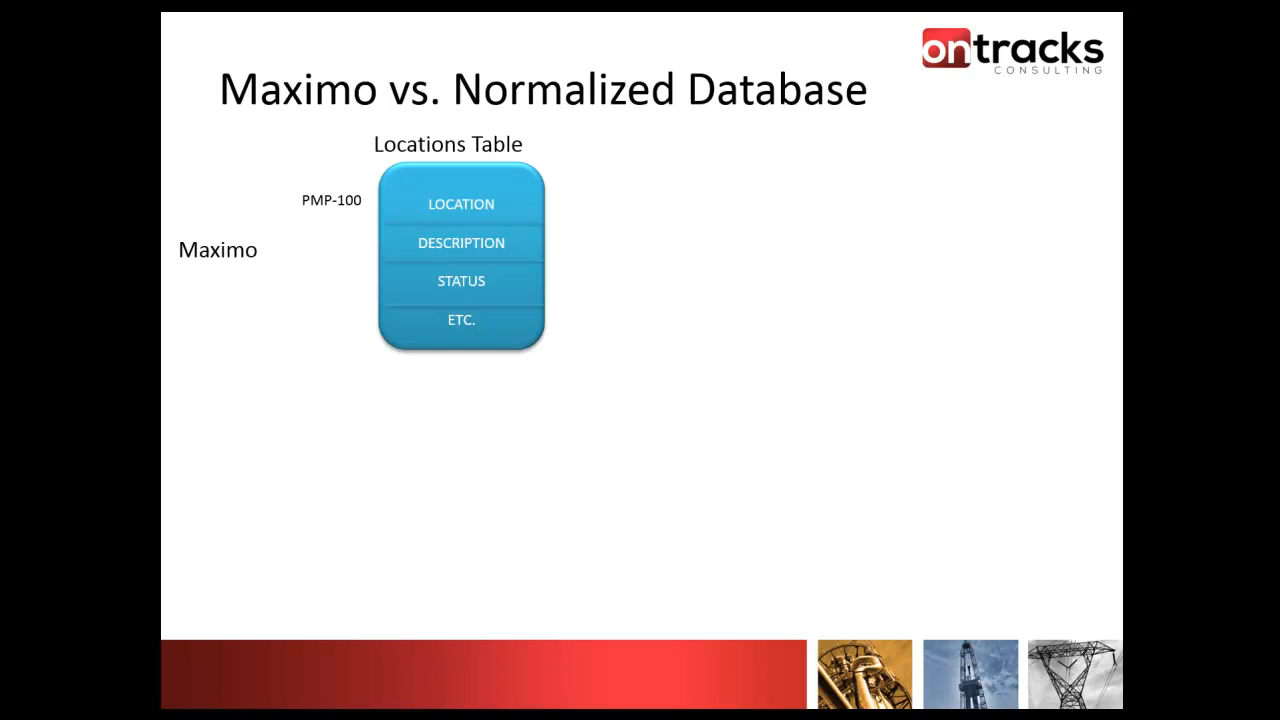 ontracks
CONSULTING
Maximo vs. Normalized Database
Locations Table
PMP-100
LOCATION
Maximo
DESCRIPTION
STATUS
ETC.